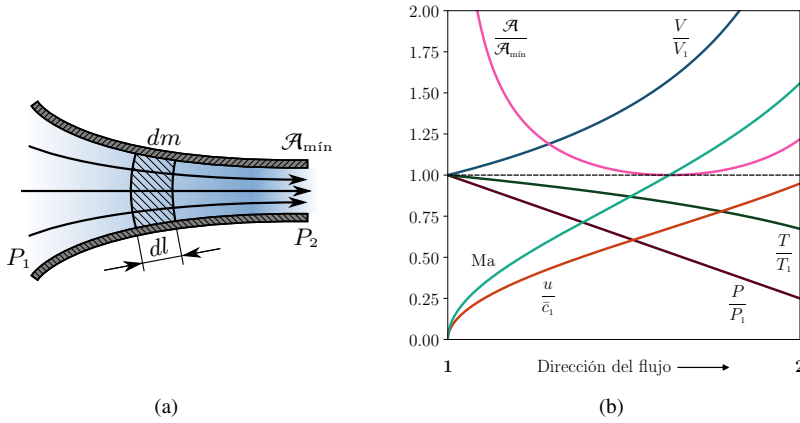 dm
𝒜mín
P1
P2
dl
(a)
2.00
1.75
1.50
1.25
1.00
0.75
0.50
0.25
0.00
𝒜
𝒜mín
V
V1
Ma
u
c̄1
P
P1
T
T1
1 Dirección del flujo 2
(b)